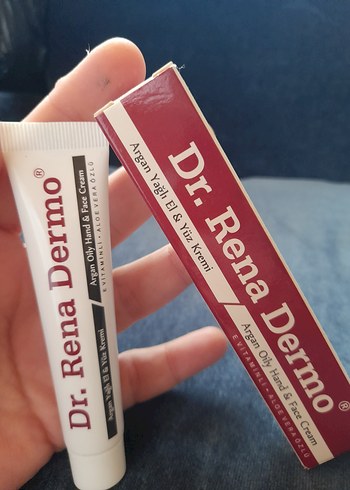 Dr. Rena Dermo®
Argan Yağlı El & Yüz Kremi
Argan Oily Hand & Face Cream
E VİTAMİNLİ - ALOE VERA ÖZLÜ
Dr. Rena Dermo®
Argan Yağlı El & Yüz Kremi
Argan Oily Hand & Face Cream
E VİTAMİNLİ - ALOE VERA ÖZLÜ